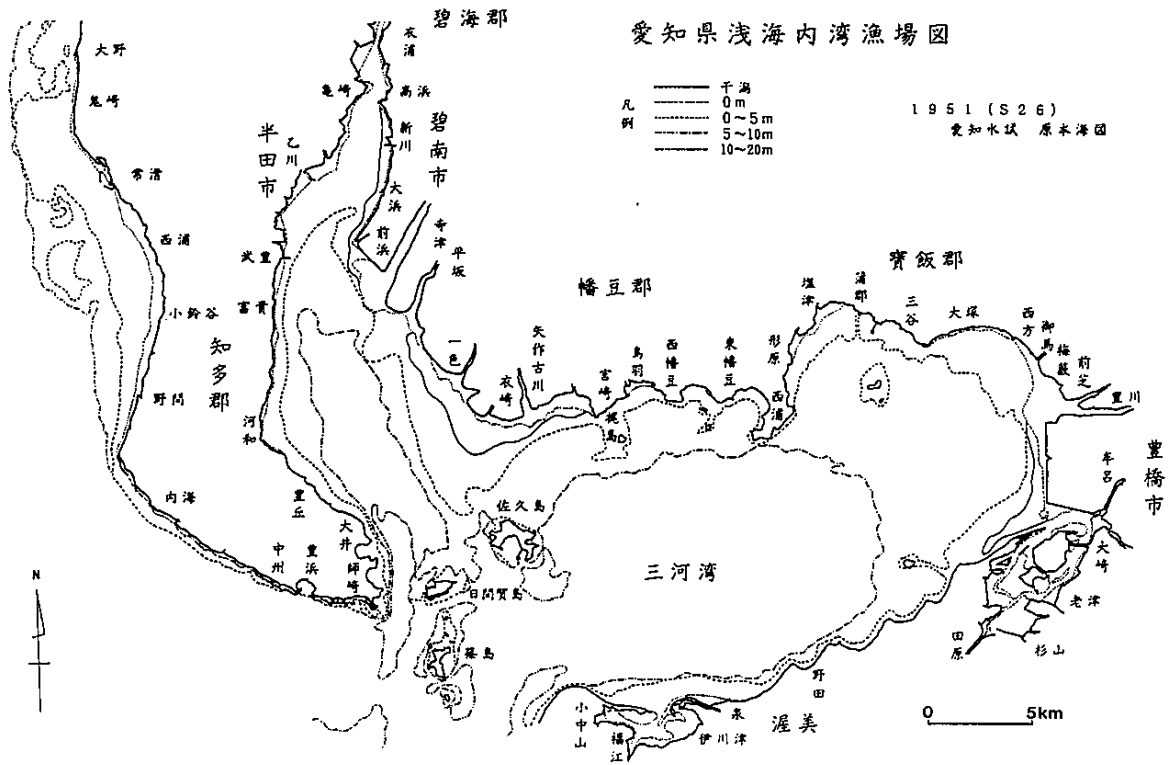 愛知県浅海内湾漁場図
凡例
干潟
0m
0~5m
5~10m
10~20m
1951(S26)
愛知水試 原本海図
碧海郡
衣浦
大野
亀崎
高浜
鬼崎
新川
碧南市
半田市
乙川
常滑
大浜
寺津
平坂
前浜
西浦
武豊
幡豆郡
寶飯郡
塩津
蒲郡
三谷
大塚
西方
御馬
梅薮
前芝
豊川
富貴
小鈴谷
知多郡
一色
衣崎
矢作古川
宮崎
鳥羽
西幡豆
東幡豆
形原
西浦
梶島
野間
河和
豊橋市
牟呂
内海
豊丘
大井
佐久島
中州
豊浜
師崎
三河湾
日間賀島
大崎
老津
杉山
田原
篠島
野田
小中山
福江
泉
伊川津
渥美
N
0 5km